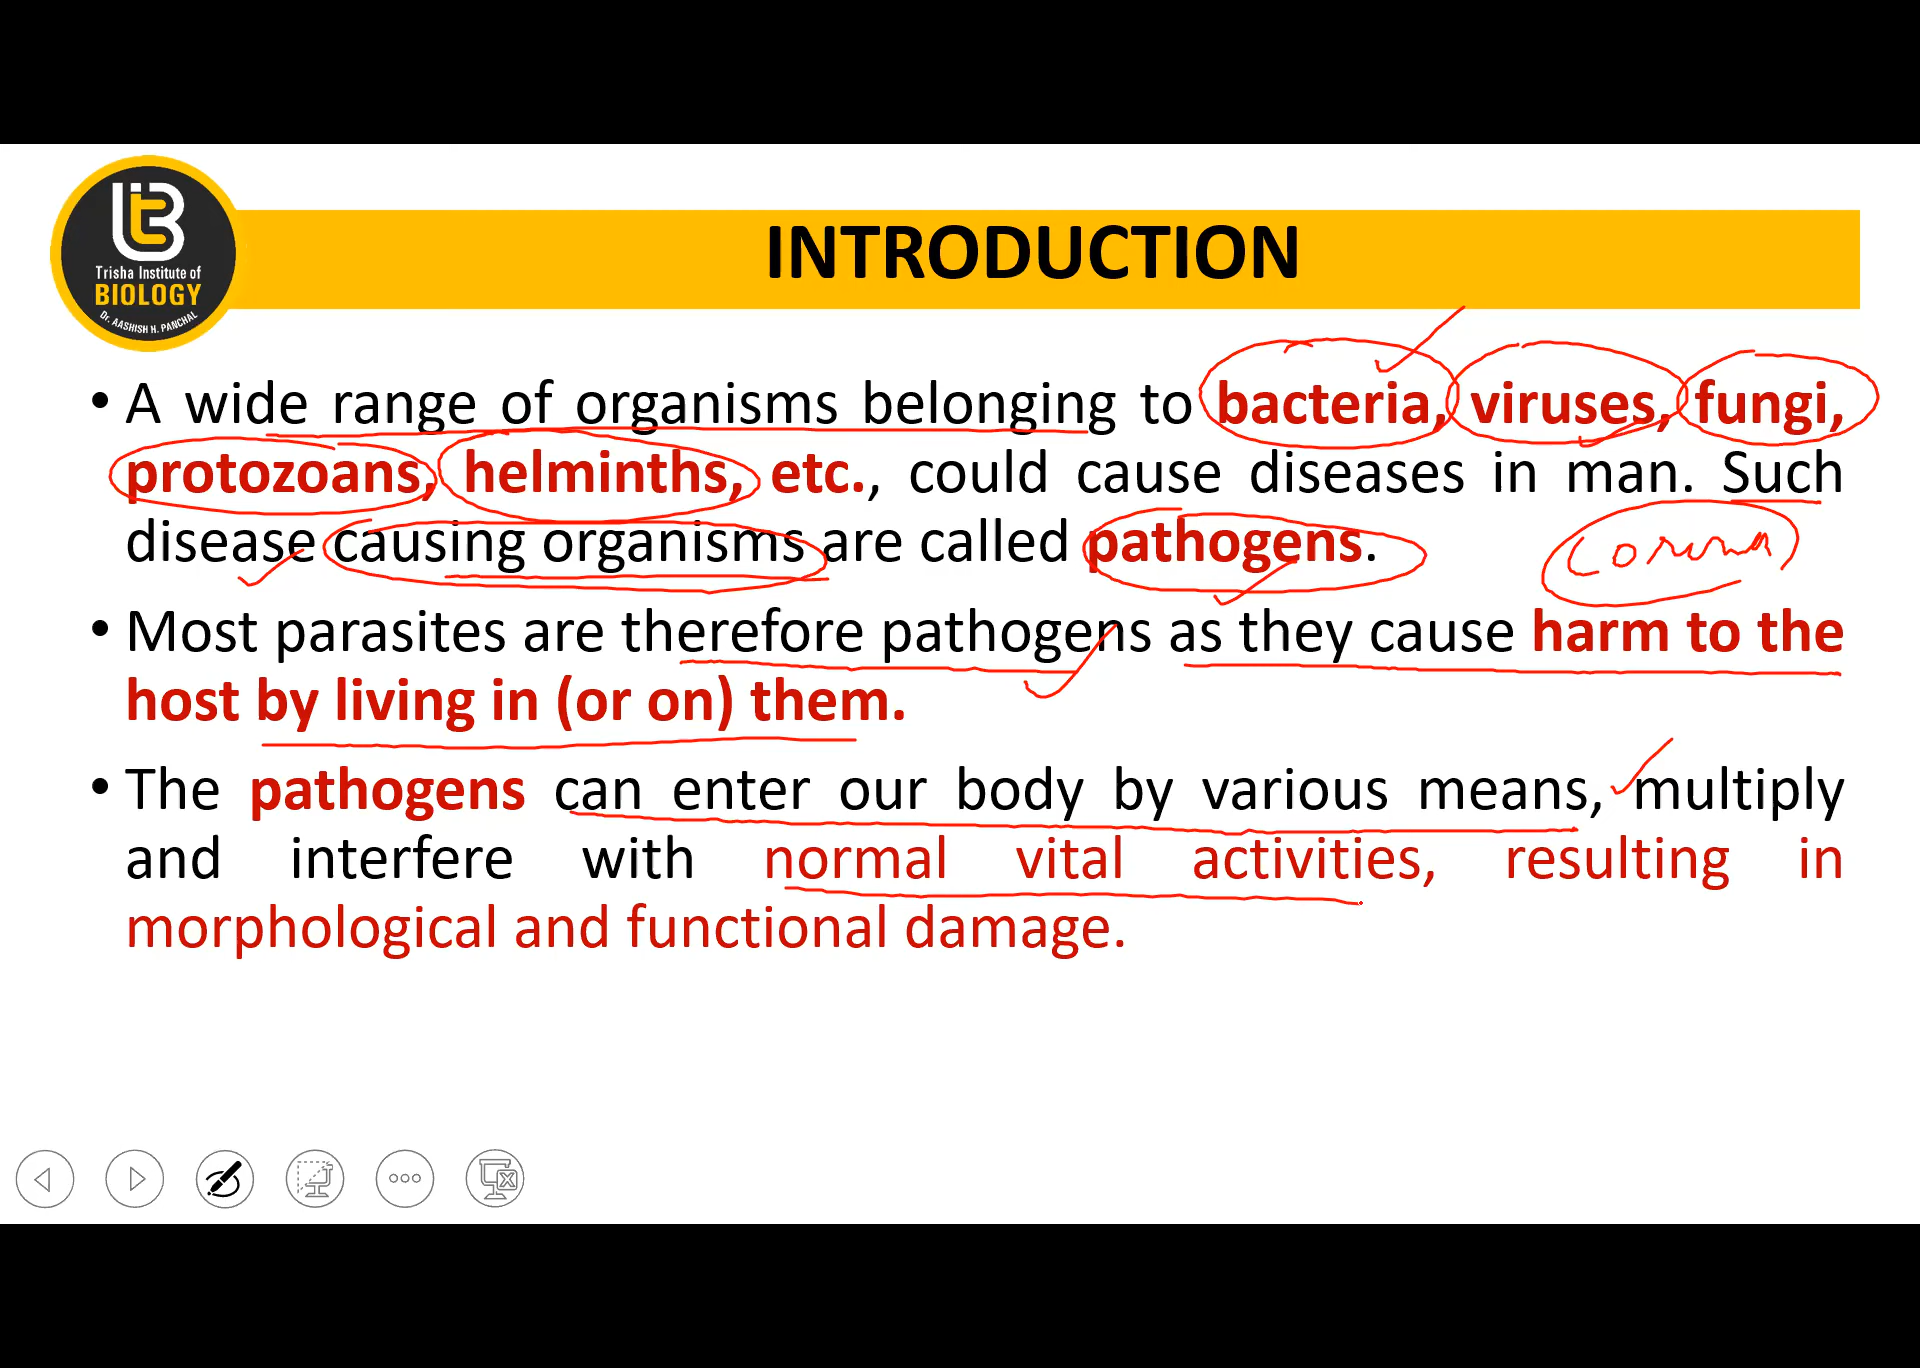 Trisha Institute of
BIOLOGY
Dr. AASHISH H. PANCHAL
INTRODUCTION
• A wide range of organisms belonging to bacteria, viruses, fungi,
protozoans, helminths, etc., could cause diseases in man. Such
disease causing organisms are called pathogens.
Corona
• Most parasites are therefore pathogens as they cause harm to the
host by living in (or on) them.
• The pathogens can enter our body by various means, multiply
and interfere with normal vital activities, resulting in
morphological and functional damage.